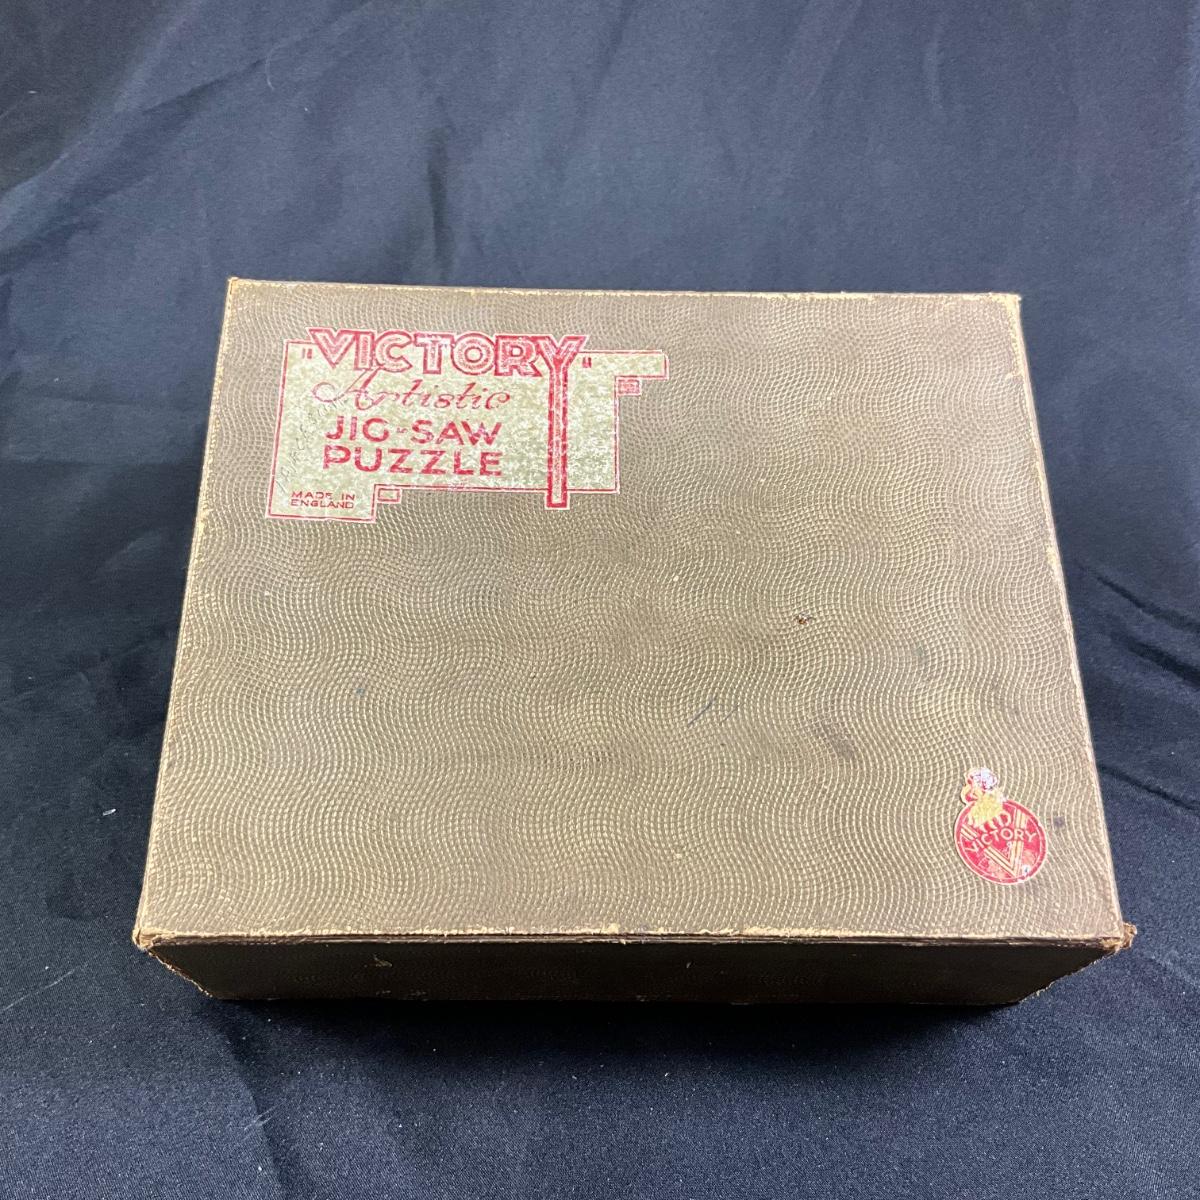 "VICTORY"
Artistic
JIG-SAW
PUZZLE
MADE IN
ENGLAND
VICTORY
V